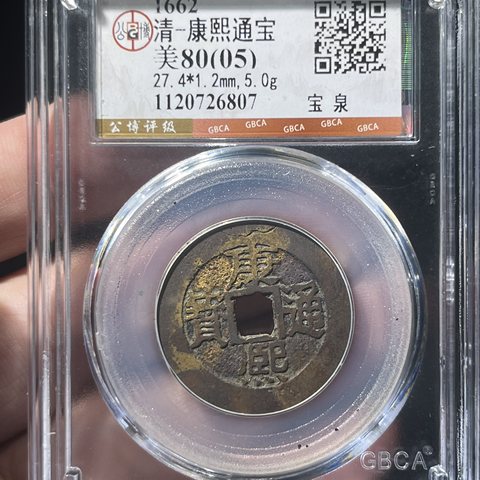 1662
清-康熙通宝
美80(05)
27.4*1.2mm,5.0g
1120726807
宝泉
公博评级 GBCA GBCA GBCA GBCA GBCA
康
寶 通
熙
GBCA